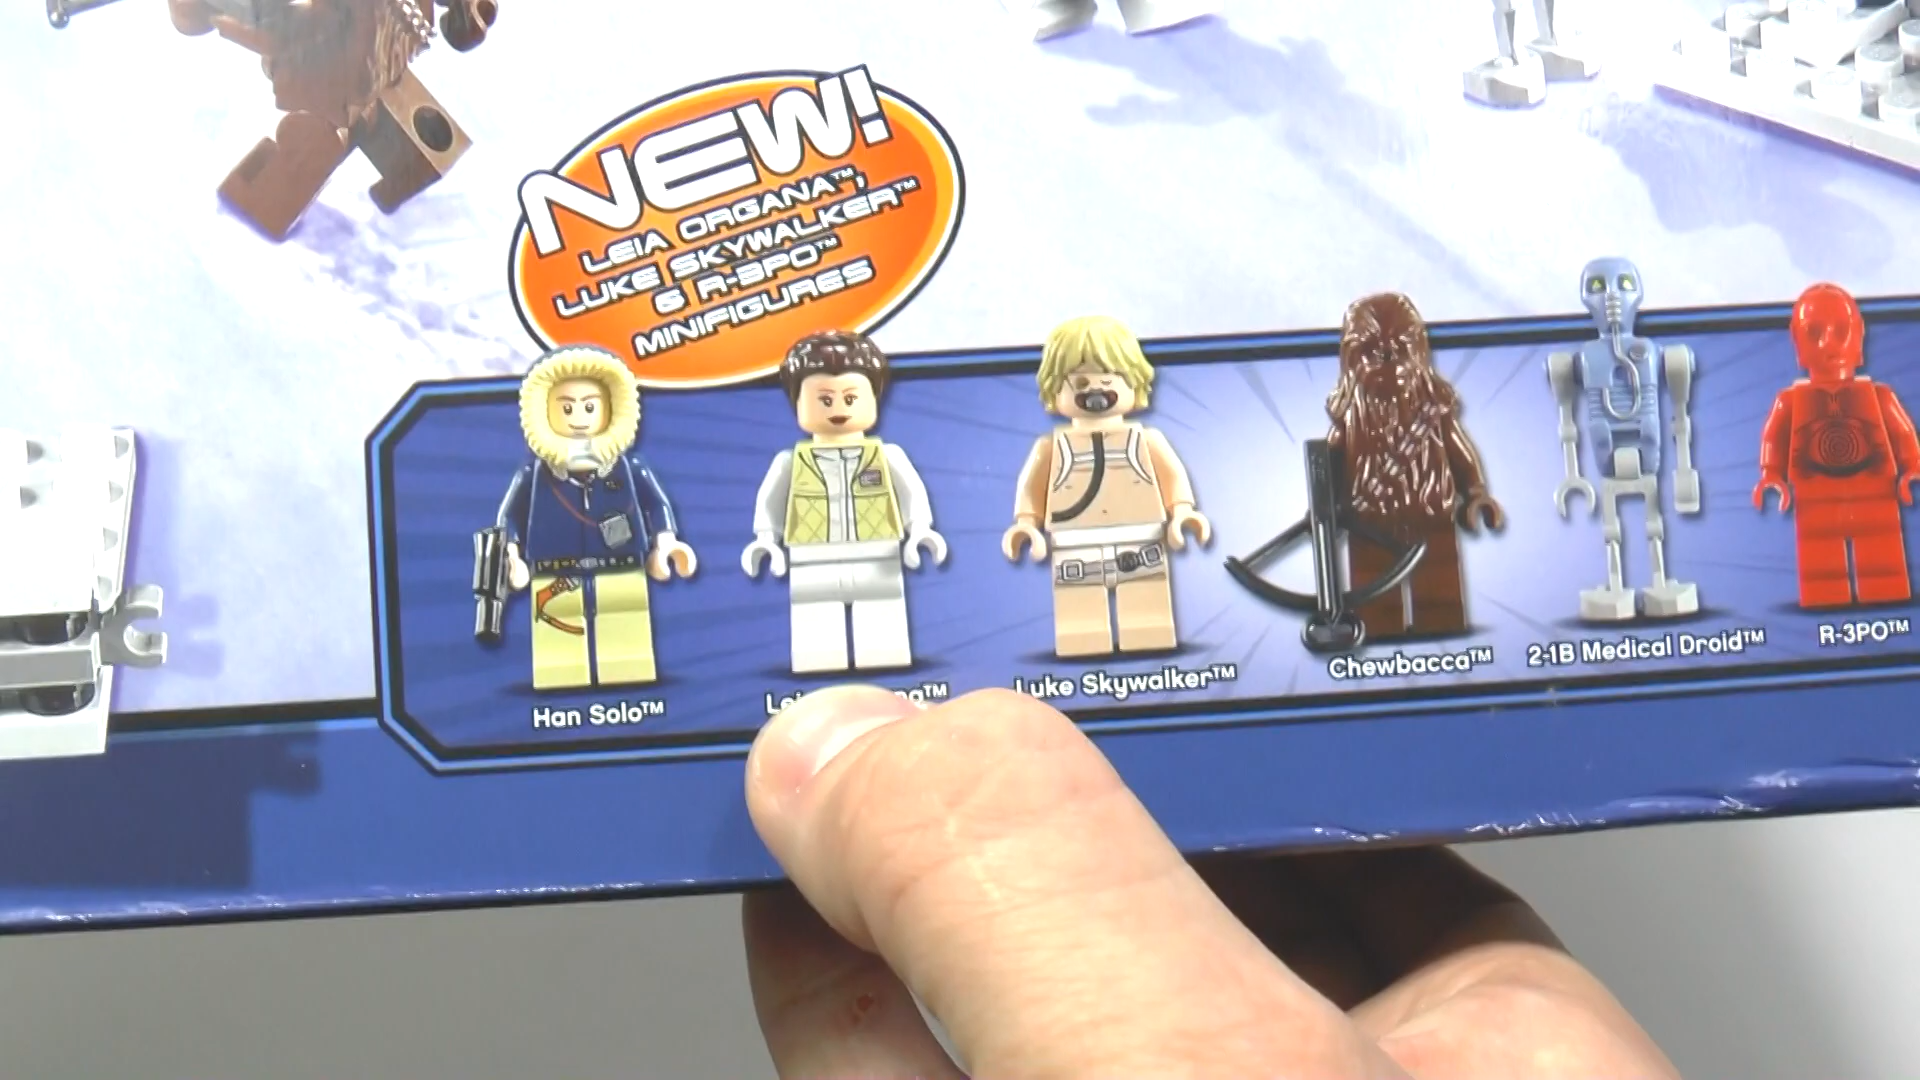 NEW!
LEIA ORGANA™,
LUKE SKYWALKER™
& R-3PO™
MINIFIGURES
Han Solo™
Luke Skywalker™
Chewbacca™
2-1B Medical Droid™
R-3PO™